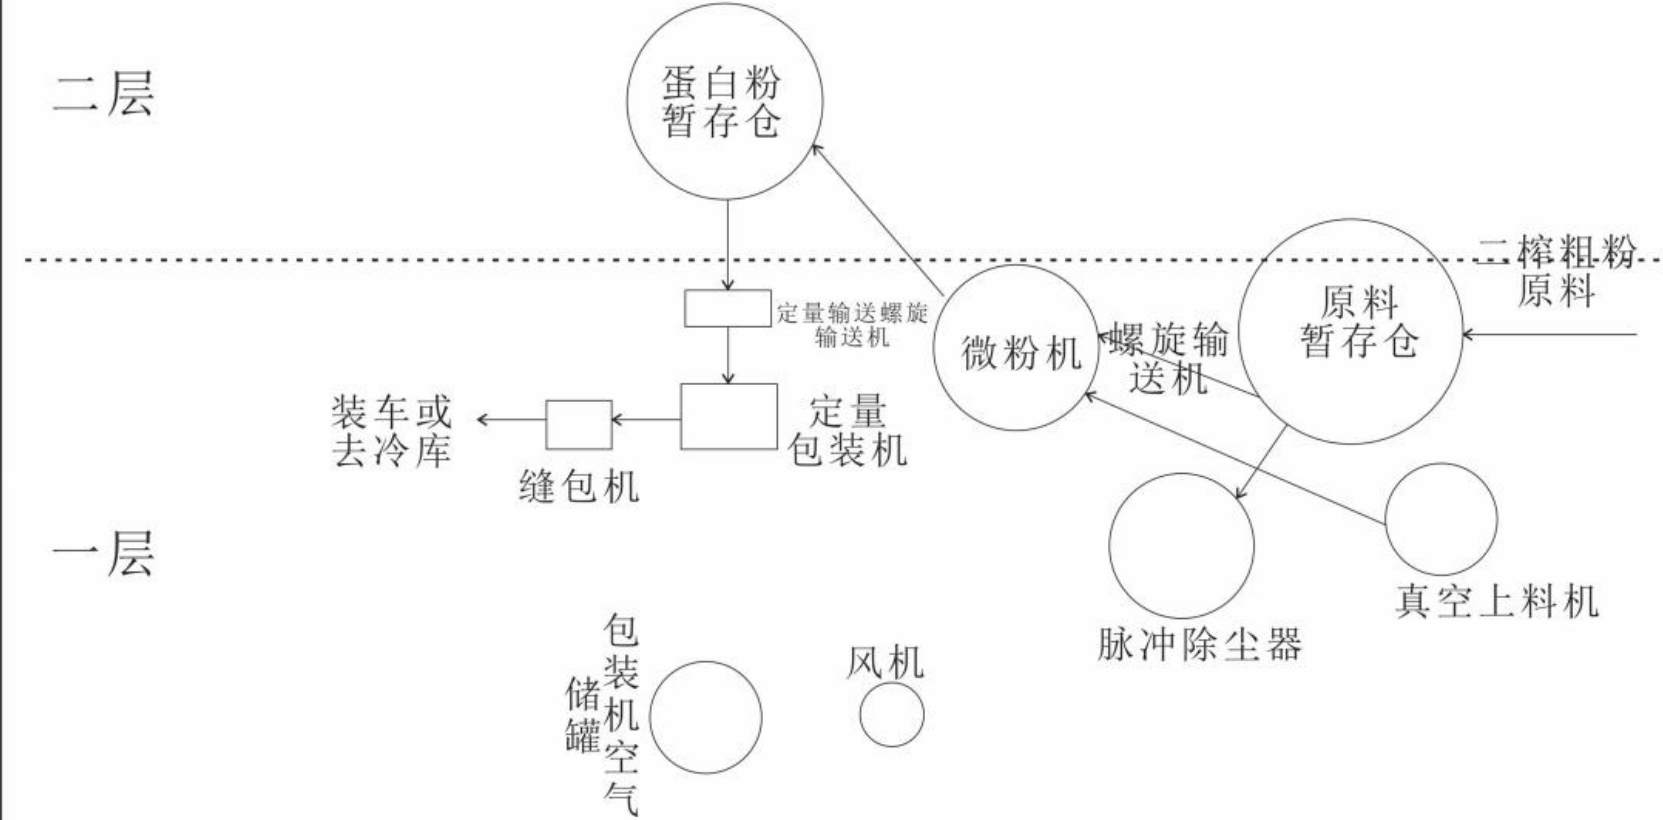 二层
蛋白粉
暂存仓
二榨粗粉
原料
原料
暂存仓
定量输送螺旋
输送机
微粉机
螺旋输
送机
装车或
去冷库
缝包机
定量
包装机
一层
真空上料机
脉冲除尘器
包装机空气
储罐
风机